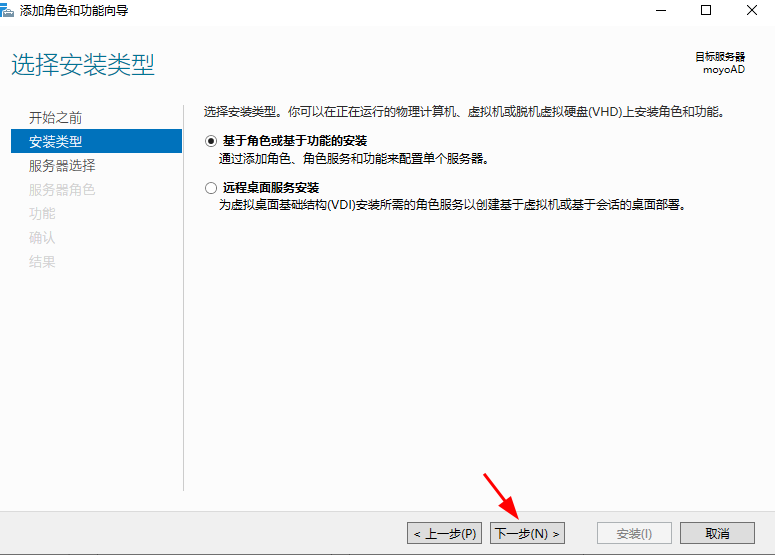 添加角色和功能向导
选择安装类型
目标服务器
moyoAD
开始之前
安装类型
服务器选择
服务器角色
功能
确认
结果
选择安装类型。你可以在正在运行的物理计算机、虚拟机或脱机虚拟硬盘(VHD)上安装角色和功能。
基于角色或基于功能的安装
通过添加角色、角色服务和功能来配置单个服务器。
远程桌面服务安装
为虚拟桌面基础结构(VDI)安装所需的角色服务以创建基于虚拟机或基于会话的桌面部署。
< 上一步(P) 下一步(N) > 安装(I) 取消